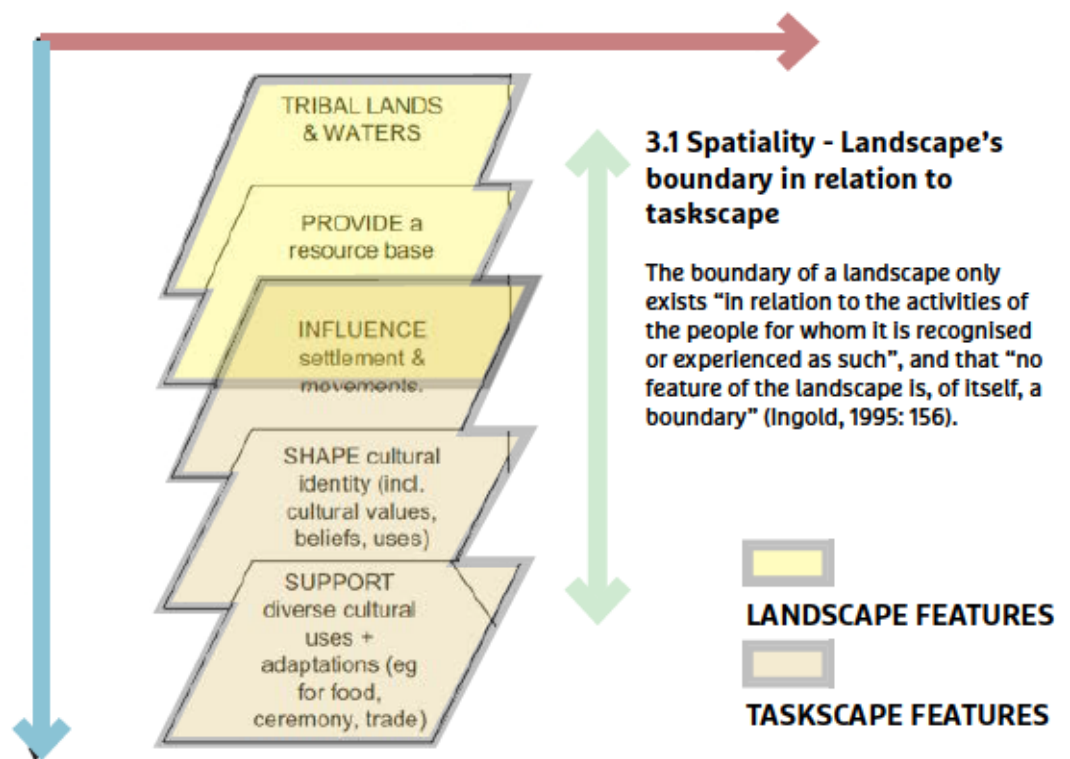 TRIBAL LANDS
& WATERS
PROVIDE a
resource base
INFLUENCE
settlement &
movements.
SHAPE cultural
identity (incl.
cultural values,
beliefs, uses)
SUPPORT
diverse cultural
uses +
adaptations (eg
for food,
ceremony, trade)
3.1 Spatiality - Landscape's
boundary in relation to
taskscape
The boundary of a landscape only
exists “in relation to the activities of
the people for whom it is recognised
or experienced as such”, and that “no
feature of the landscape is, of itself, a
boundary” (Ingold, 1995: 156).
LANDSCAPE FEATURES
TASKSCAPE FEATURES